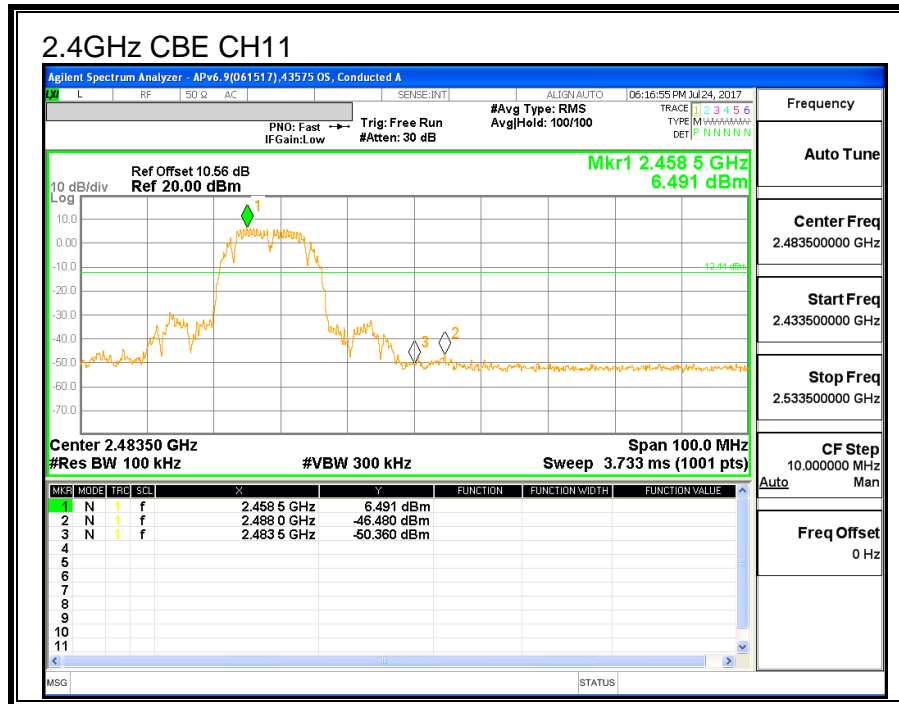 2.4GHz CBE CH11
Agilent Spectrum Analyzer - APv6.9(061517),43575 OS, Conducted A
LXI L RF 50 Ω AC SENSE:INT ALIGN AUTO 06:16:55 PM Jul 24, 2017
PNO: Fast
IFGain:Low
Trig: Free Run
#Atten: 30 dB
#Avg Type: RMS
Avg|Hold: 100/100
TRACE 1 2 3 4 5 6
TYPE M WWWWW
DET P N N N N N
Mkr1 2.458 5 GHz
6.491 dBm
Ref Offset 10.56 dB
10 dB/div Ref 20.00 dBm
Log
1
10.0
0.00
-10.0
-12.44 dBm
-20.0
-30.0
-40.0
3 2
-50.0
-60.0
-70.0
Center 2.48350 GHz Span 100.0 MHz
#Res BW 100 kHz #VBW 300 kHz Sweep 3.733 ms (1001 pts)
MKR MODE TRC SCL X Y FUNCTION FUNCTION WIDTH FUNCTION VALUE
1 N 1 f 2.458 5 GHz 6.491 dBm
2 N 1 f 2.488 0 GHz -46.480 dBm
3 N 1 f 2.483 5 GHz -50.360 dBm
4
5
6
7
8
9
10
11
MSG STATUS
Frequency
Auto Tune
Center Freq
2.483500000 GHz
Start Freq
2.433500000 GHz
Stop Freq
2.533500000 GHz
CF Step
10.000000 MHz
Auto Man
Freq Offset
0 Hz